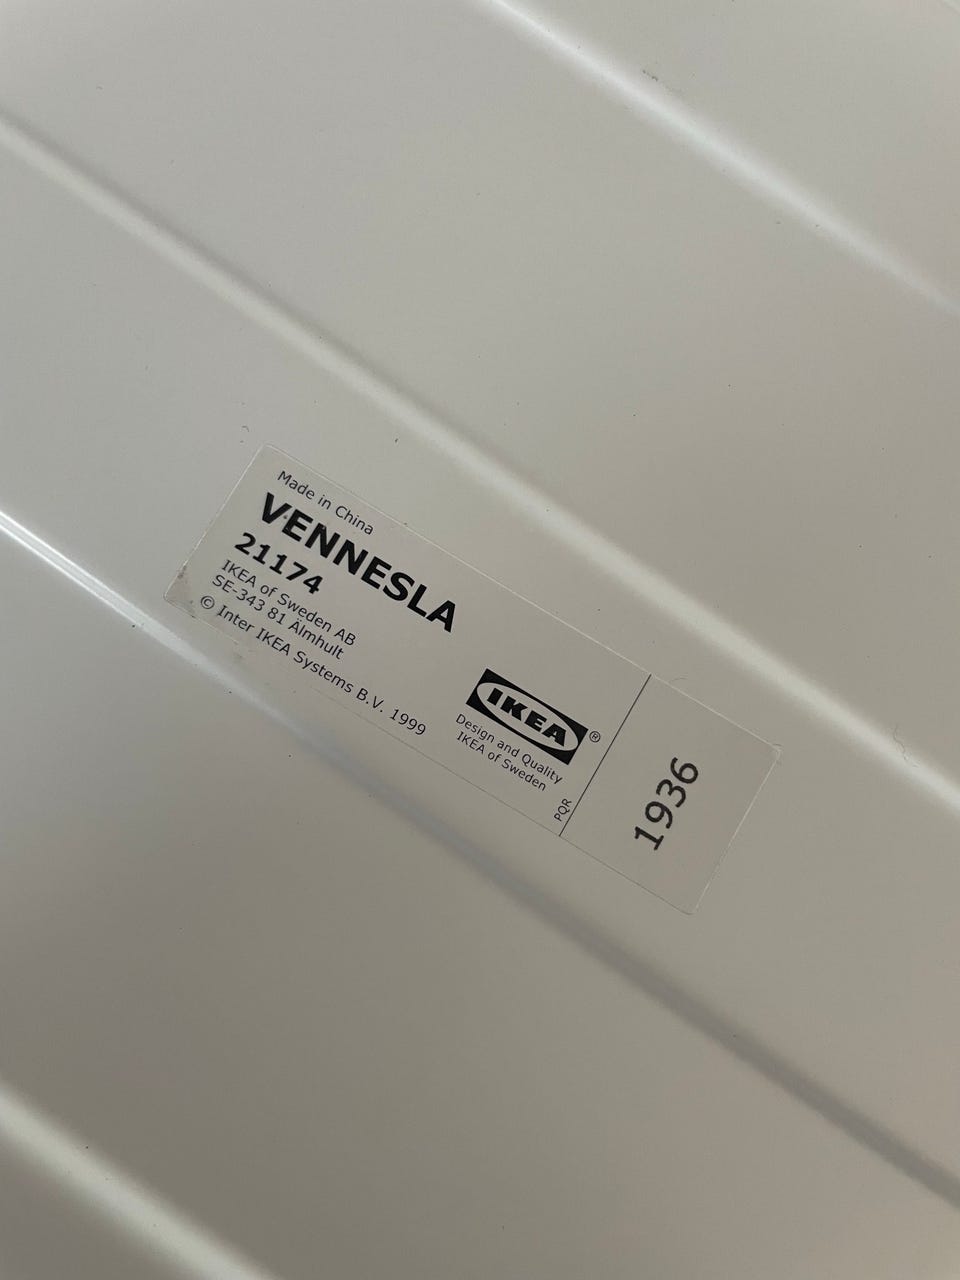 Made in China
VENNESLA
21174
IKEA of Sweden AB
SE-343 81 Älmhult
© Inter IKEA Systems B.V. 1999
IKEA®
Design and Quality
IKEA of Sweden
PQR
1936